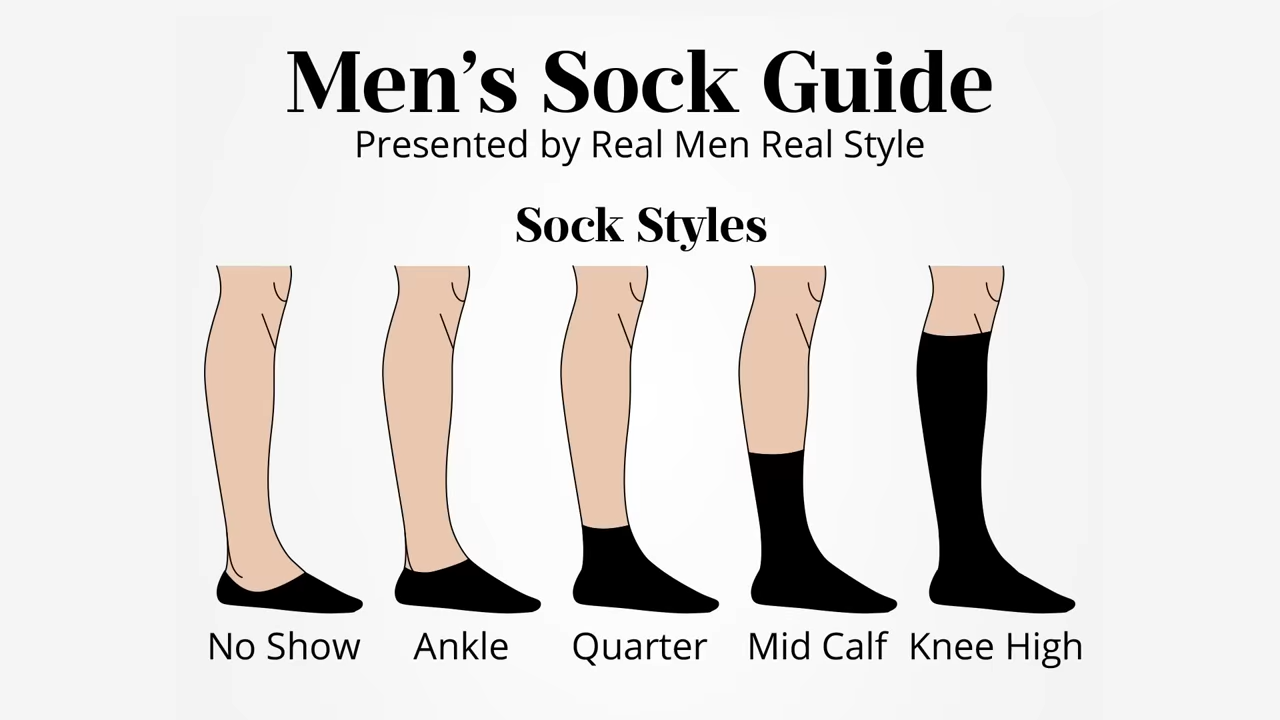 Men's Sock Guide
Presented by Real Men Real Style
Sock Styles
No Show Ankle Quarter Mid Calf Knee High